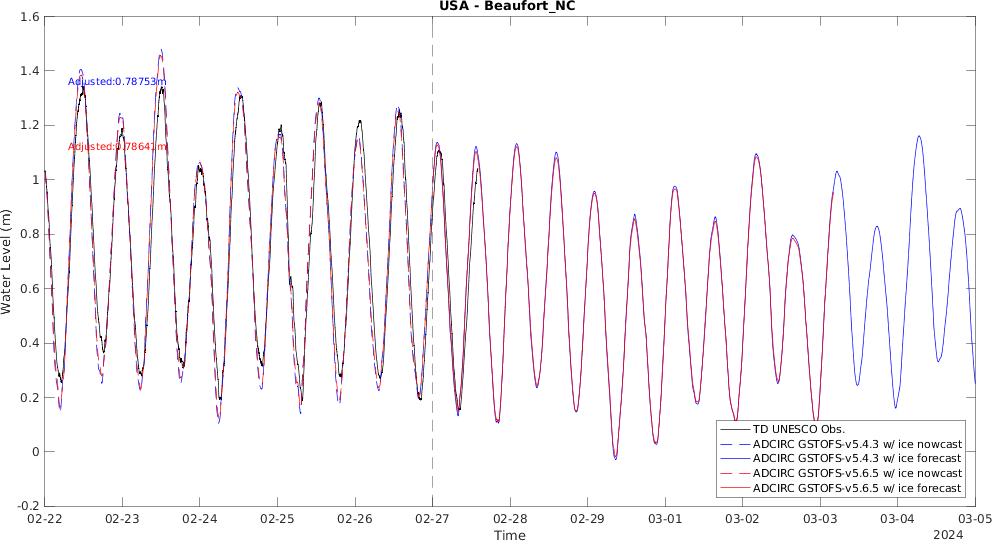 USA - Beaufort_NC
1.6
1.4
1.2
1
0.8
0.6
0.4
0.2
0
-0.2
Water Level (m)
Adjusted:0.78753m
Adjusted:0.78641m
TD UNESCO Obs.
ADCIRC GSTOFS-v5.4.3 w/ ice nowcast
ADCIRC GSTOFS-v5.4.3 w/ ice forecast
ADCIRC GSTOFS-v5.6.5 w/ ice nowcast
ADCIRC GSTOFS-v5.6.5 w/ ice forecast
02-22 02-23 02-24 02-25 02-26 02-27 02-28 02-29 03-01 03-02 03-03 03-04 03-05
Time
2024